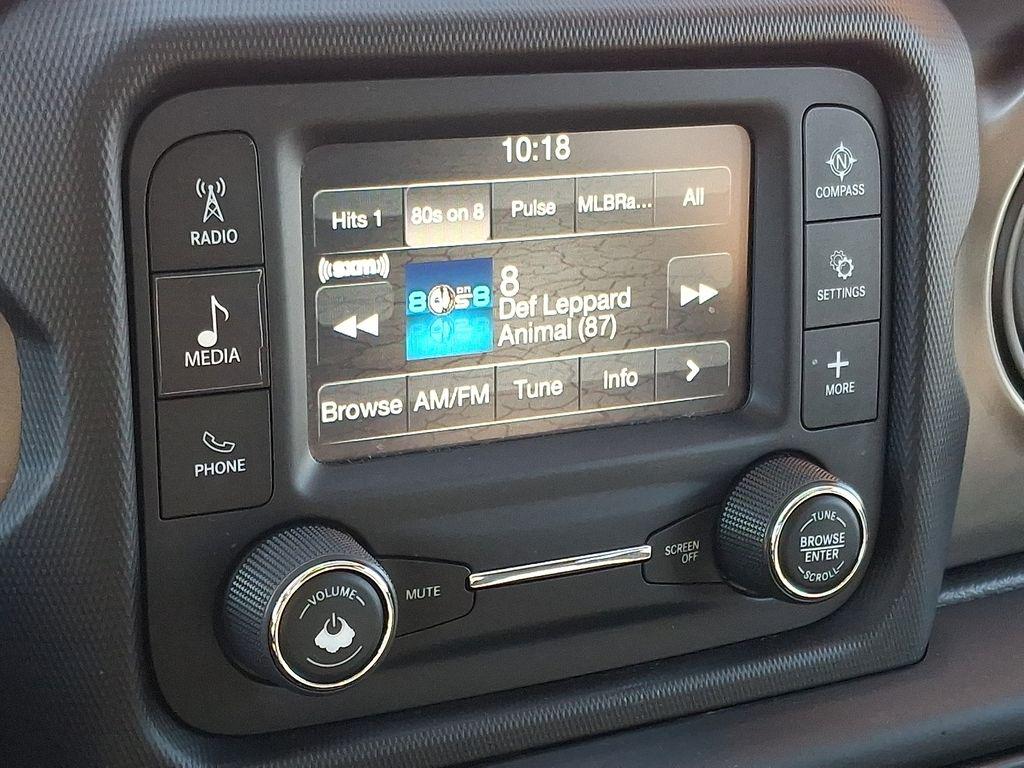 10:18
Hits 1
80s on 8
Pulse
MLBRa...
All
((sxm))
8
Def Leppard
Animal (87)
Browse
AM/FM
Tune
Info
RADIO
MEDIA
PHONE
N
COMPASS
SETTINGS
MORE
VOLUME
MUTE
SCREEN
OFF
TUNE
BROWSE
ENTER
SCROLL